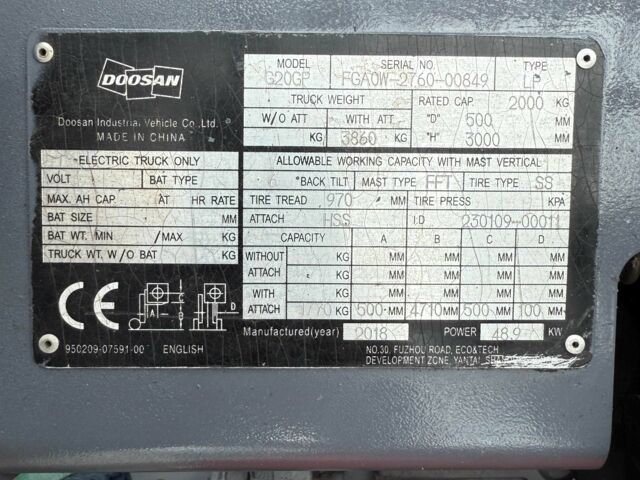 DOOSAN
Doosan Industrial Vehicle Co.,Ltd.
MADE IN CHINA
MODEL SERIAL NO. TYPE
G20GP FGA0W-2760-00849 LP
TRUCK WEIGHT RATED CAP. 2000 KG
W/O ATT WITH ATT "D" 500 MM
KG 3860 KG "H" 3000 MM
ELECTRIC TRUCK ONLY
VOLT BAT TYPE
MAX. AH CAP. AT HR RATE
BAT SIZE MM
BAT WT. MIN /MAX KG
TRUCK WT. W/O BAT KG
ALLOWABLE WORKING CAPACITY WITH MAST VERTICAL
6 °BACK TILT MAST TYPE FFT TIRE TYPE SS
TIRE TREAD 970 MM TIRE PRESS KPA
ATTACH HSS I.D 230109-00011
CAPACITY A B C D
WITHOUT ATTACH KG MM MM MM MM
WITH ATTACH KG MM MM MM MM
500 MM 4710 MM 500 MM 100 MM
CE
A B C D
Manufactured(year) 2018 POWER 48.9 KW
950209-07591-00 ENGLISH
NO.30, FUZHOU ROAD, ECO&TECH
DEVELOPMENT ZONE, YANTAI,